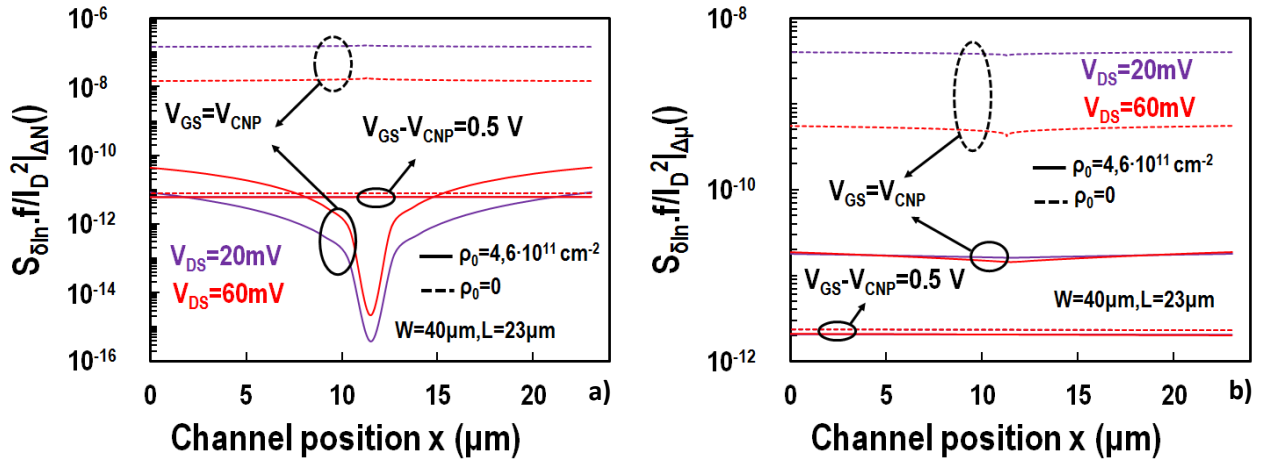 S_δIn.f/I_D^2|_ΔN()
10^-6
10^-8
10^-10
10^-12
10^-14
10^-16
V_GS=V_CNP
V_GS-V_CNP=0.5 V
V_DS=20mV
V_DS=60mV
ρ_0=4,6·10^11 cm^-2
ρ_0=0
W=40μm,L=23μm
0 5 10 15 20 a)
Channel position x (μm)
S_δIn.f/I_D^2|_Δμ()
10^-8
10^-10
10^-12
V_DS=20mV
V_DS=60mV
ρ_0=4,6·10^11 cm^-2
ρ_0=0
V_GS=V_CNP
V_GS-V_CNP=0.5 V
W=40μm,L=23μm
0 5 10 15 20 b)
Channel position x (μm)